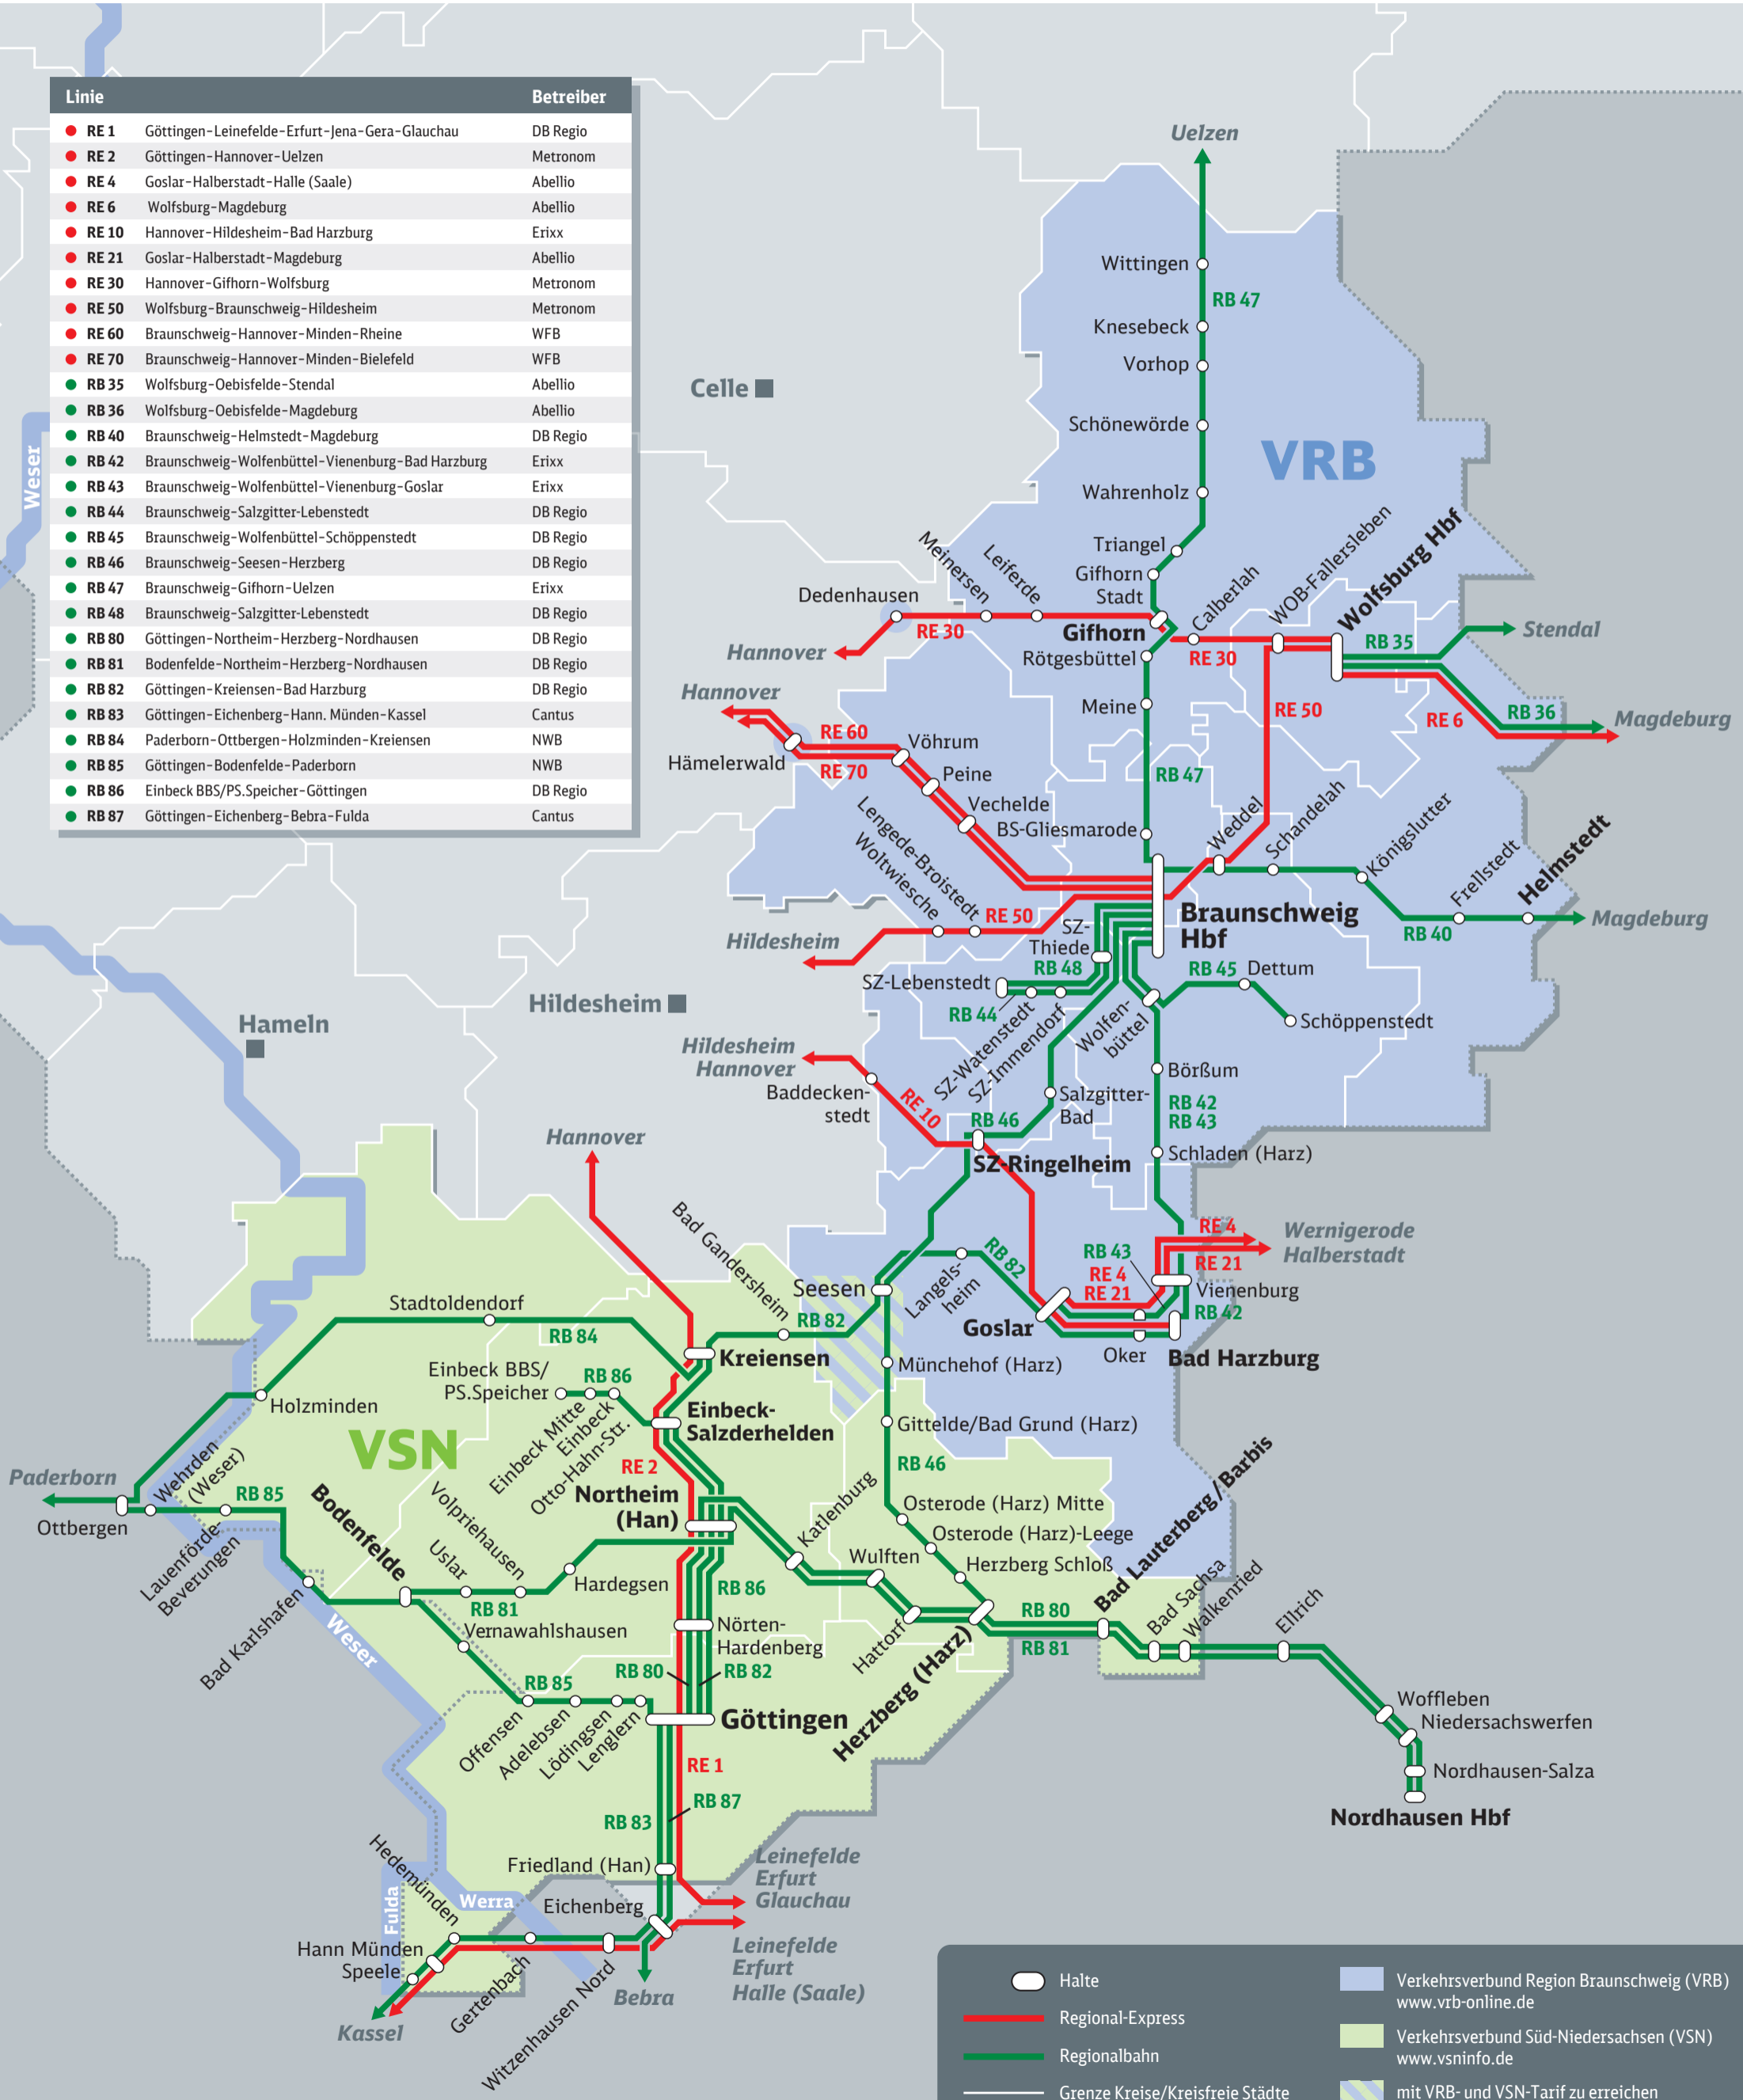 Linie Betreiber
RE 1 Göttingen-Leinefelde-Erfurt-Jena-Gera-Glauchau DB Regio
RE 2 Göttingen-Hannover-Uelzen Metronom
RE 4 Goslar-Halberstadt-Halle (Saale) Abellio
RE 6 Wolfsburg-Magdeburg Abellio
RE 10 Hannover-Hildesheim-Bad Harzburg Erixx
RE 21 Goslar-Halberstadt-Magdeburg Abellio
RE 30 Hannover-Gifhorn-Wolfsburg Metronom
RE 50 Wolfsburg-Braunschweig-Hildesheim Metronom
RE 60 Braunschweig-Hannover-Minden-Rheine WFB
RE 70 Braunschweig-Hannover-Minden-Bielefeld WFB
RB 35 Wolfsburg-Oebisfelde-Stendal Abellio
RB 36 Wolfsburg-Oebisfelde-Magdeburg Abellio
RB 40 Braunschweig-Helmstedt-Magdeburg DB Regio
RB 42 Braunschweig-Wolfenbüttel-Vienenburg-Bad Harzburg Erixx
RB 43 Braunschweig-Wolfenbüttel-Vienenburg-Goslar Erixx
RB 44 Braunschweig-Salzgitter-Lebenstedt DB Regio
RB 45 Braunschweig-Wolfenbüttel-Schöppenstedt DB Regio
RB 46 Braunschweig-Seesen-Herzberg DB Regio
RB 47 Braunschweig-Gifhorn-Uelzen Erixx
RB 48 Braunschweig-Salzgitter-Lebenstedt DB Regio
RB 80 Göttingen-Northeim-Herzberg-Nordhausen DB Regio
RB 81 Bodenfelde-Northeim-Herzberg-Nordhausen DB Regio
RB 82 Göttingen-Kreiensen-Bad Harzburg DB Regio
RB 83 Göttingen-Eichenberg-Hann. Münden-Kassel Cantus
RB 84 Paderborn-Ottbergen-Holzminden-Kreiensen NWB
RB 85 Göttingen-Bodenfelde-Paderborn NWB
RB 86 Einbeck BBS/PS.Speicher-Göttingen DB Regio
RB 87 Göttingen-Eichenberg-Bebra-Fulda Cantus
Uelzen
Wittingen
RB 47
Knesebeck
Vorhop
Celle
Schönewörde
VRB
Weser
Wahrenholz
Triangel
Gifhorn
Stadt
Meinersen
Leiferde
Calberlah
WOB-Fallersleben
Wolfsburg Hbf
Dedenhausen
RE 30
Gifhorn
RB 35
Stendal
Hannover
Rötgesbüttel
RE 30
Hannover
Meine
RE 50
RE 6
RB 36
Magdeburg
RE 60
Vöhrum
Hämelerwald
RE 70
Peine
RB 47
Vechelde
BS-Gliesmarode
Lengede-Broistedt
Woltwiesche
Weddel
Schandelah
Königslutter
Frellstedt
Helmstedt
RE 50
Braunschweig
Hbf
RB 40
Magdeburg
Hildesheim
SZ-
Thiede
RB 48
SZ-Lebenstedt
RB 44
RB 45
Dettum
Hildesheim
Schöppenstedt
SZ-Watenstedt
SZ-Immendorf
Wolfen-
büttel
Hameln
Hildesheim
Hannover
Baddecken-
stedt
Börßum
Salzgitter-
Bad
RB 42
RB 43
RE 10
RB 46
Hannover
SZ-Ringelheim
Schladen (Harz)
Bad Gandersheim
RE 4
Wernigerode
Halberstadt
RB 82
RB 43
RE 21
Seesen
Langels-
heim
RE 4
RE 21
Vienenburg
RB 42
Stadtoldendorf
RB 84
RB 82
Goslar
Oker
Bad Harzburg
Kreiensen
Münchehof (Harz)
Einbeck BBS/
PS.Speicher
RB 86
Einbeck Mitte
Einbeck
Otto-Hahn-Str.
Holzminden
Einbeck-
Salzderhelden
Gittelde/Bad Grund (Harz)
VSN
RE 2
RB 46
Paderborn
Wehrden
(Weser)
RB 85
Ottbergen
Bodenfelde
Volpriehausen
Northeim
(Han)
Katlenburg
Osterode (Harz) Mitte
Osterode (Harz)-Leege
Bad Lauterberg/Barbis
Lauenförde-
Beverungen
Uslar
Hardegsen
Wulften
Herzberg Schloß
Bad Sachsa
Walkenried
Ellrich
Bad Karlshafen
RB 81
RB 86
Weser
Vernawahlshausen
Nörten-
Hardenberg
Hattorf
RB 80
RB 81
RB 85
RB 80
RB 82
Herzberg (Harz)
Woffleben
Niedersachswerfen
Göttingen
Offensen
Adelebsen
Lödingsen
Lenglern
Nordhausen-Salza
RE 1
Nordhausen Hbf
RB 87
RB 83
Hedemünden
Friedland (Han)
Leinefelde
Erfurt
Glauchau
Fulda
Werra
Eichenberg
Hann Münden
Speele
Leinefelde
Erfurt
Halle (Saale)
Gertenbach
Witzenhausen Nord
Bebra
Kassel
Halte
Regional-Express
Regionalbahn
Grenze Kreise/Kreisfreie Städte
Verkehrsverbund Region Braunschweig (VRB)
www.vrb-online.de
Verkehrsverbund Süd-Niedersachsen (VSN)
www.vsninfo.de
mit VRB- und VSN-Tarif zu erreichen